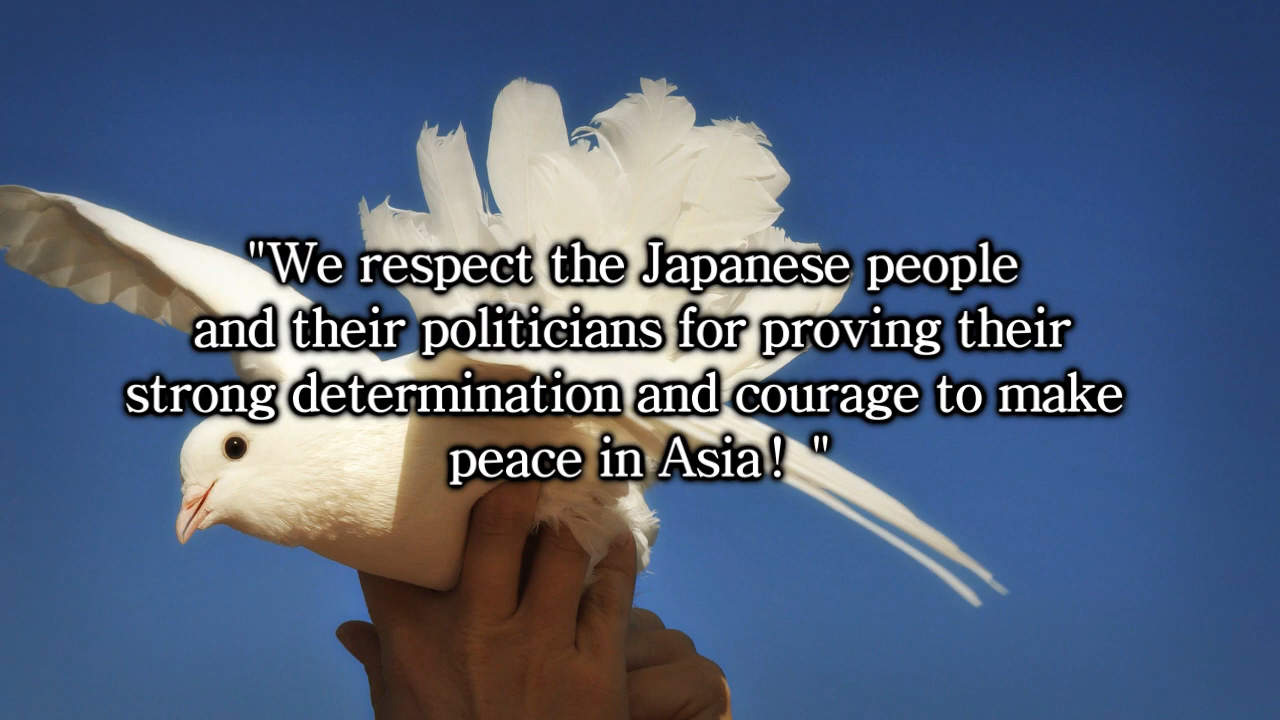 "We respect the Japanese people
and their politicians for proving their
strong determination and courage to make
peace in Asia！ "